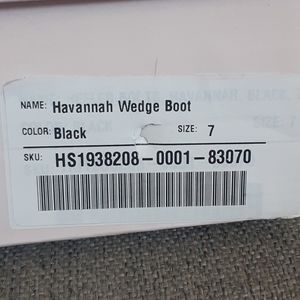 NAME: Havannah Wedge Boot
COLOR: Black SIZE: 7
SKU: HS1938208-0001-83070